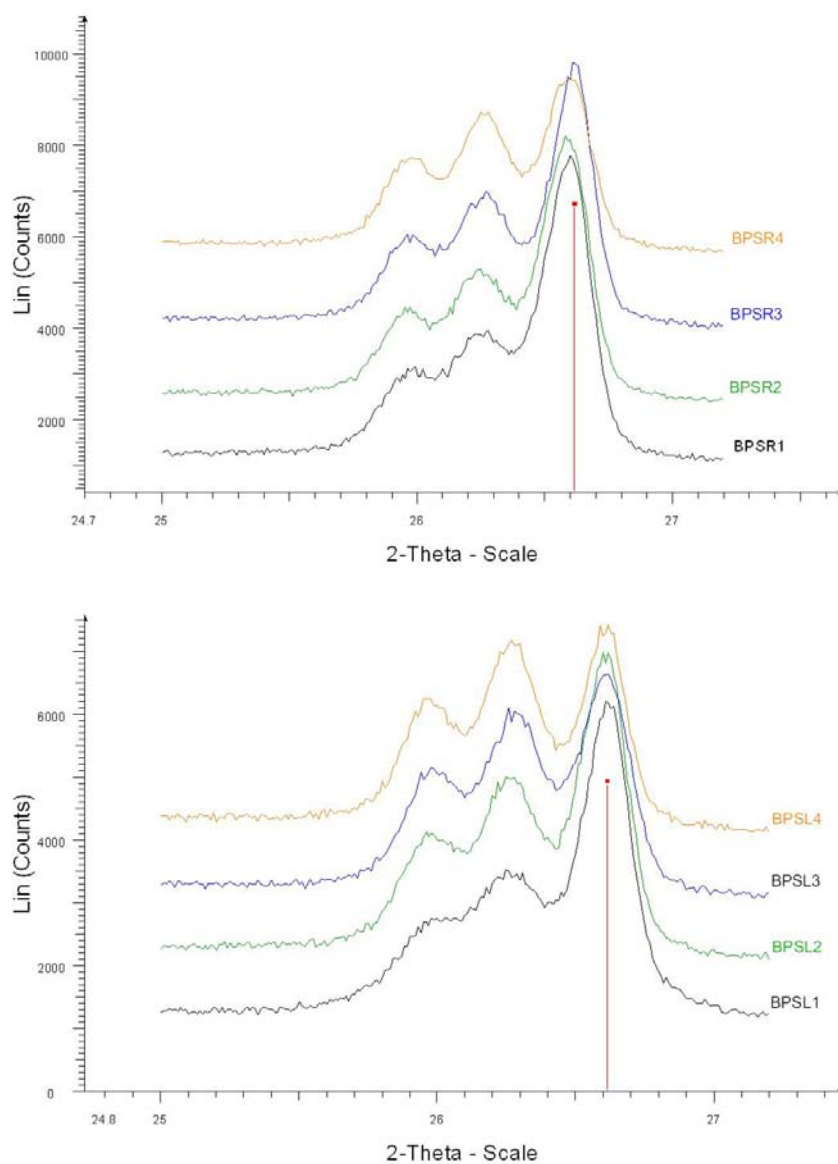 10000
8000
6000
4000
2000
Lin (Counts)
BPSR4
BPSR3
BPSR2
BPSR1
24.7
25
26
27
2-Theta - Scale
6000
4000
2000
0
Lin (Counts)
BPSL4
BPSL3
BPSL2
BPSL1
24.8
25
26
27
2-Theta - Scale